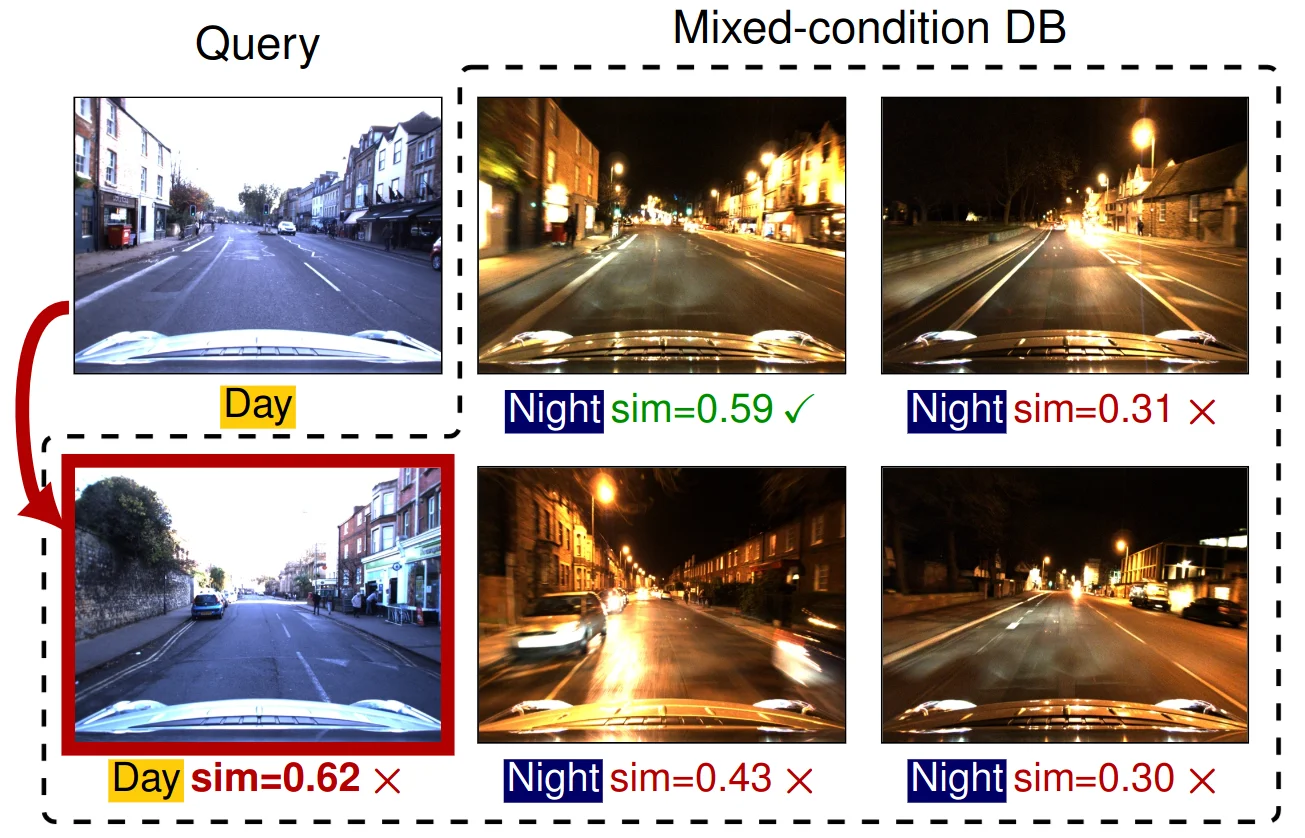 Query
Mixed-condition DB
Day
Night sim=0.59 ✓
Night sim=0.31 ×
Day sim=0.62 ×
Night sim=0.43 ×
Night sim=0.30 ×